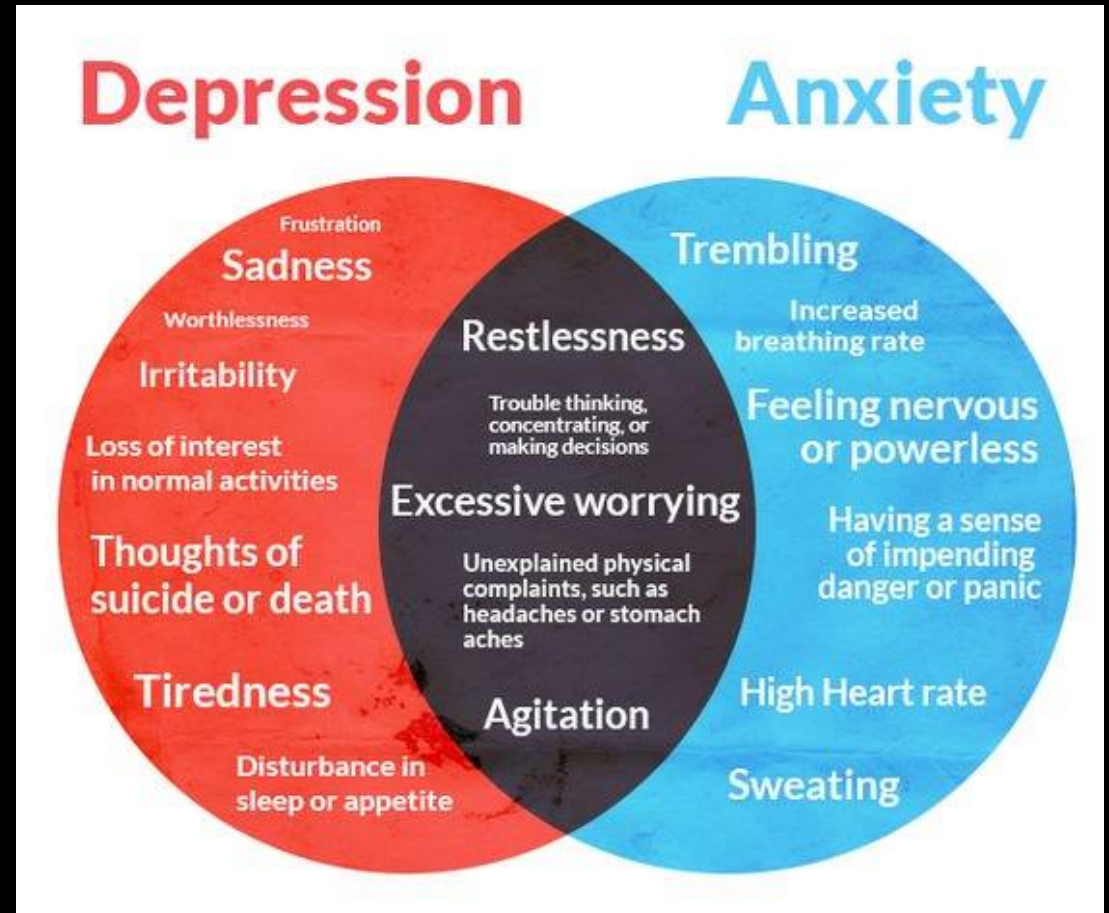 Depression
Anxiety
Frustration
Sadness
Worthlessness
Irritability
Loss of interest
in normal activities
Thoughts of
suicide or death
Tiredness
Disturbance in
sleep or appetite
Restlessness
Trouble thinking,
concentrating, or
making decisions
Excessive worrying
Unexplained physical
complaints, such as
headaches or stomach
aches
Agitation
Trembling
Increased
breathing rate
Feeling nervous
or powerless
Having a sense
of impending
danger or panic
High Heart rate
Sweating